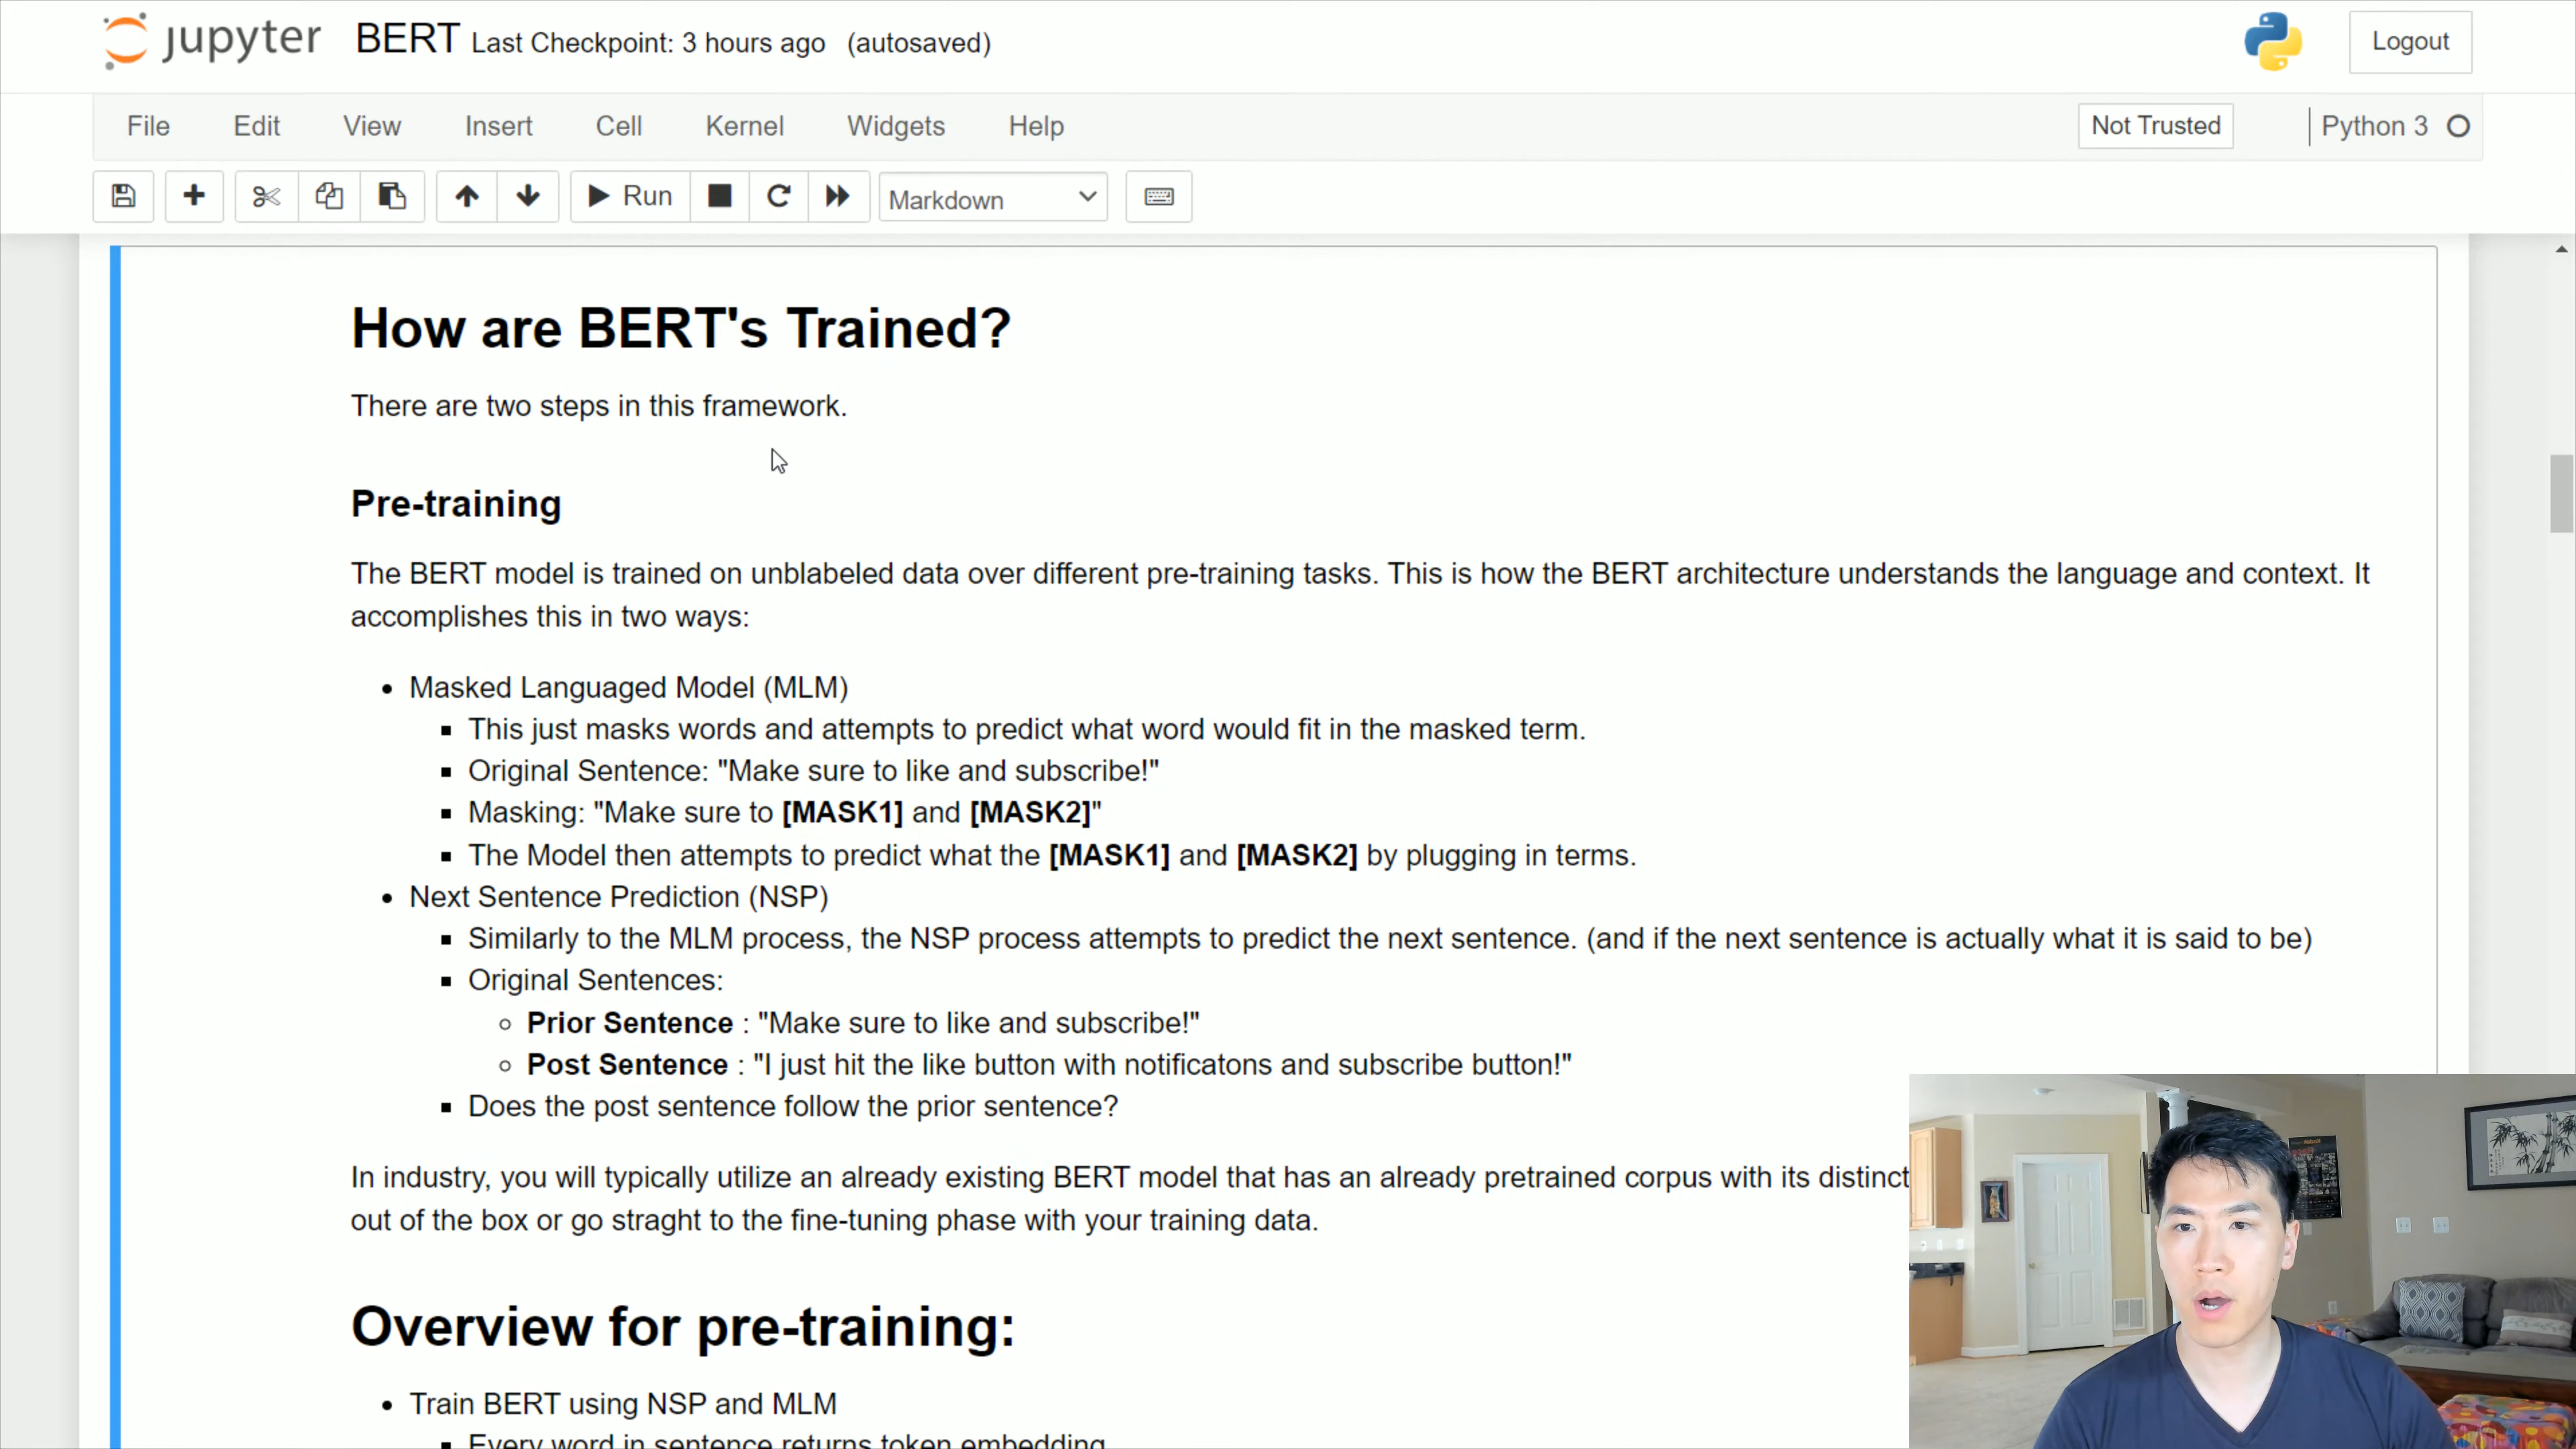 jupyter BERT Last Checkpoint: 3 hours ago (autosaved)
Logout
File Edit View Insert Cell Kernel Widgets Help
Not Trusted
Python 3
Run
Markdown
How are BERT's Trained?
There are two steps in this framework.
Pre-training
The BERT model is trained on unblabeled data over different pre-training tasks. This is how the BERT architecture understands the language and context. It
accomplishes this in two ways:
• Masked Languaged Model (MLM)
▪ This just masks words and attempts to predict what word would fit in the masked term.
▪ Original Sentence: "Make sure to like and subscribe!"
▪ Masking: "Make sure to [MASK1] and [MASK2]"
▪ The Model then attempts to predict what the [MASK1] and [MASK2] by plugging in terms.
• Next Sentence Prediction (NSP)
▪ Similarly to the MLM process, the NSP process attempts to predict the next sentence. (and if the next sentence is actually what it is said to be)
▪ Original Sentences:
◦ Prior Sentence : "Make sure to like and subscribe!"
◦ Post Sentence : "I just hit the like button with notificatons and subscribe button!"
▪ Does the post sentence follow the prior sentence?
In industry, you will typically utilize an already existing BERT model that has an already pretrained corpus with its distinct
out of the box or go straght to the fine-tuning phase with your training data.
Overview for pre-training:
• Train BERT using NSP and MLM
▪ Every word in sentence returns token embedding